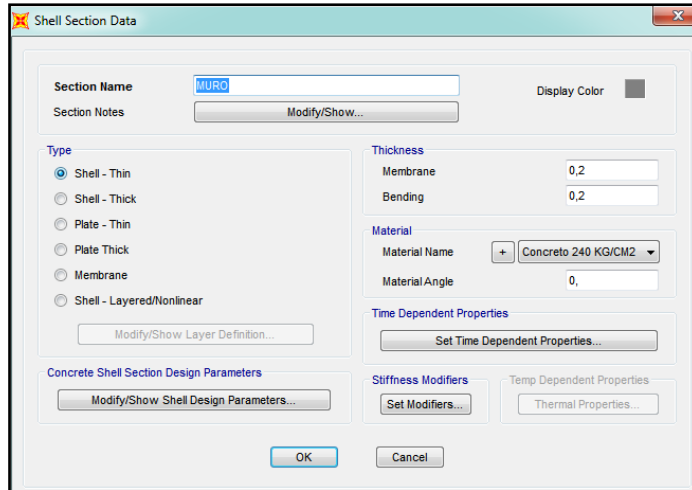 Shell Section Data
X
Section Name MURO Display Color
Section Notes Modify/Show...
Type
Shell - Thin
Shell - Thick
Plate - Thin
Plate Thick
Membrane
Shell - Layered/Nonlinear
Modify/Show Layer Definition...
Thickness
Membrane 0,2
Bending 0,2
Material
Material Name + Concreto 240 KG/CM2
Material Angle 0,
Time Dependent Properties
Set Time Dependent Properties...
Concrete Shell Section Design Parameters
Modify/Show Shell Design Parameters...
Stiffness Modifiers
Set Modifiers...
Temp Dependent Properties
Thermal Properties...
OK Cancel